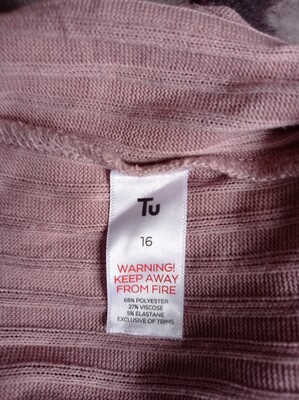 Tu
16
WARNING!
KEEP AWAY
FROM FIRE
68% POLYESTER
27% VISCOSE
5% ELASTANE
EXCLUSIVE OF TRIMS